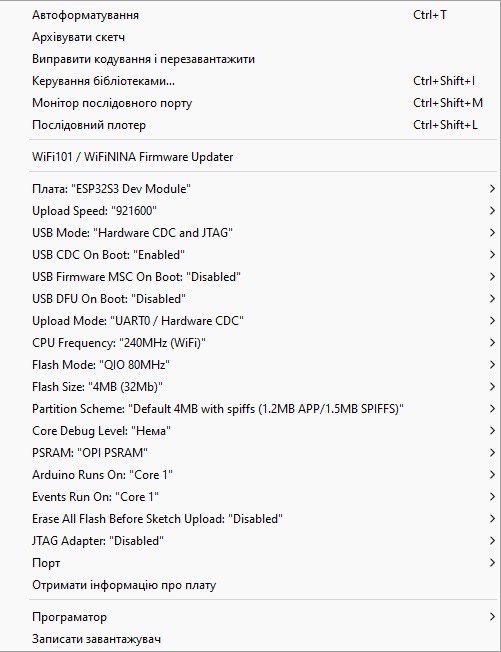 Автоформатування Ctrl+T
Архівувати скетч
Виправити кодування і перезавантажити
Керування бібліотеками... Ctrl+Shift+I
Монітор послідовного порту Ctrl+Shift+M
Послідовний плотер Ctrl+Shift+L
WiFi101 / WiFiNINA Firmware Updater
Плата: "ESP32S3 Dev Module"
Upload Speed: "921600"
USB Mode: "Hardware CDC and JTAG"
USB CDC On Boot: "Enabled"
USB Firmware MSC On Boot: "Disabled"
USB DFU On Boot: "Disabled"
Upload Mode: "UART0 / Hardware CDC"
CPU Frequency: "240MHz (WiFi)"
Flash Mode: "QIO 80MHz"
Flash Size: "4MB (32Mb)"
Partition Scheme: "Default 4MB with spiffs (1.2MB APP/1.5MB SPIFFS)"
Core Debug Level: "Нема"
PSRAM: "OPI PSRAM"
Arduino Runs On: "Core 1"
Events Run On: "Core 1"
Erase All Flash Before Sketch Upload: "Disabled"
JTAG Adapter: "Disabled"
Порт
Отримати інформацію про плату
Програматор
Записати завантажувач